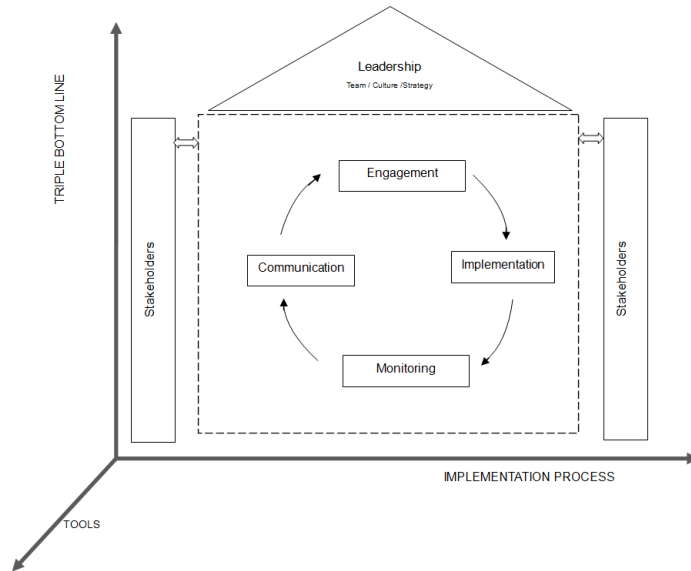 Leadership
Team / Culture /Strategy
TRIPLE BOTTOM LINE
Stakeholders
Engagement
Communication
Implementation
Monitoring
Stakeholders
IMPLEMENTATION PROCESS
TOOLS